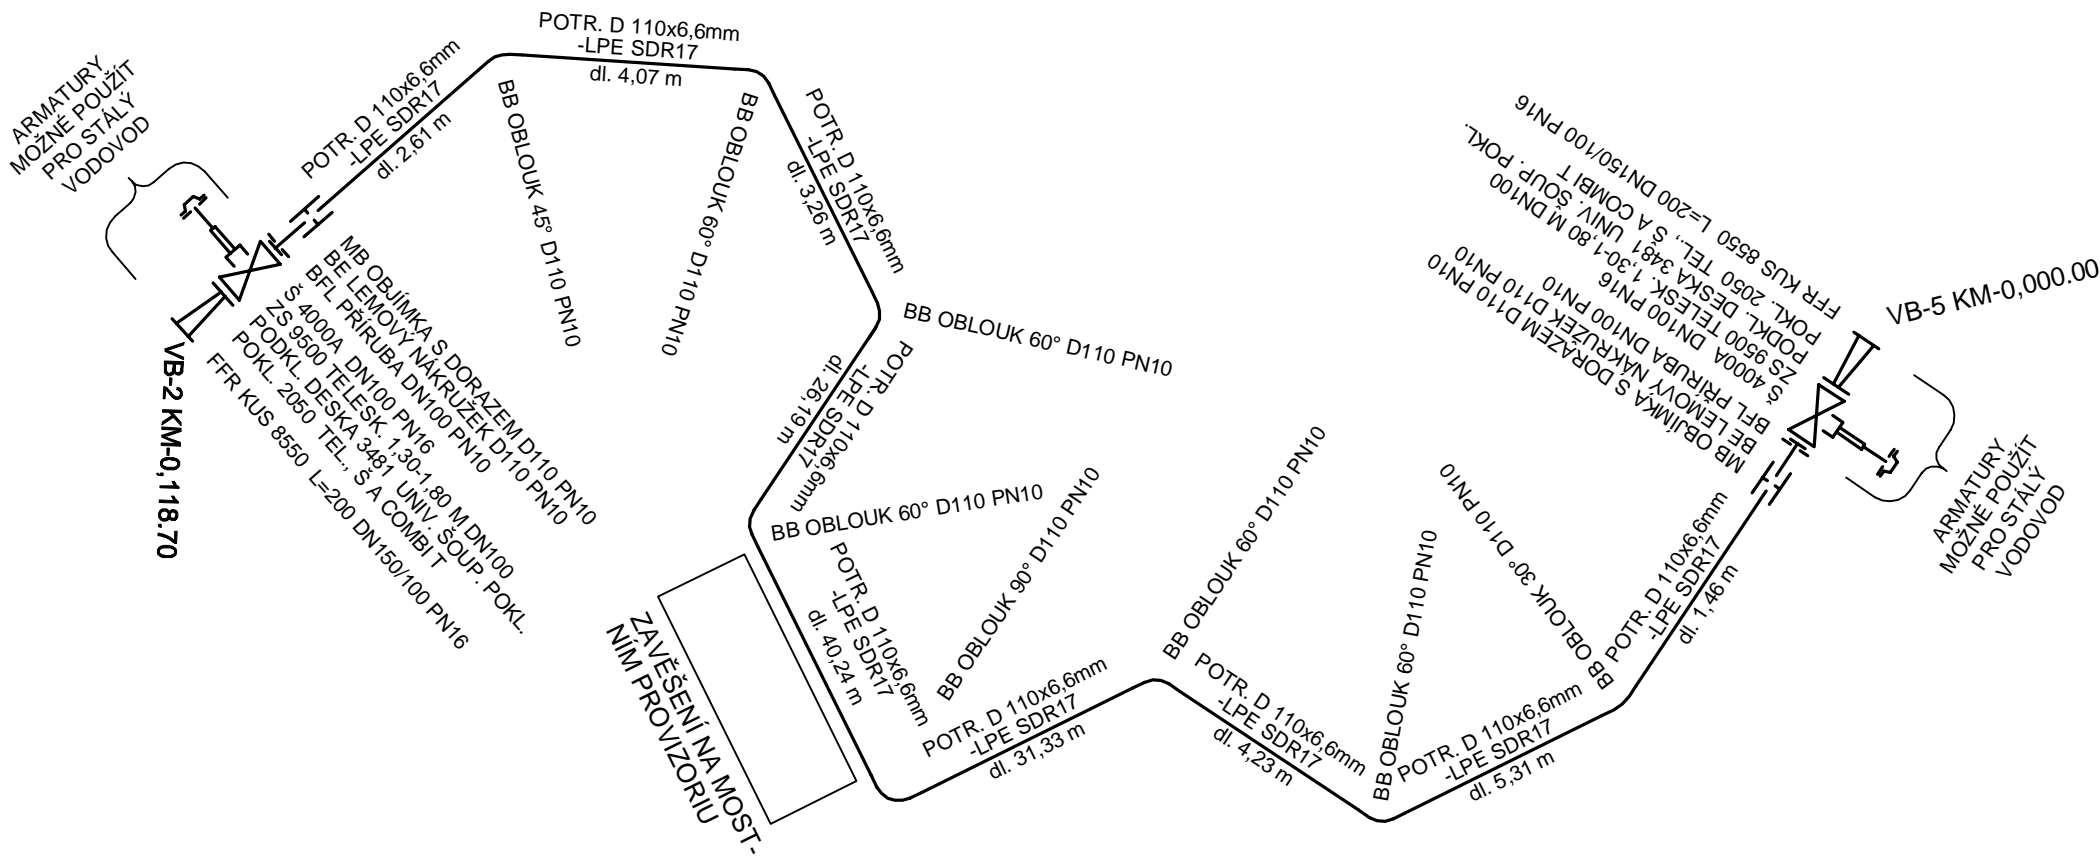 ARMATURY
MOŽNÉ POUŽÍT
PRO STÁLÝ
VODOVOD
POTR. D 110x6,6mm
-LPE SDR17
dl. 2,61 m
POTR. D 110x6,6mm
-LPE SDR17
dl. 4,07 m
BB OBLOUK 45° D110 PN10
BB OBLOUK 60° D110 PN10
POTR. D 110x6,6mm
-LPE SDR17
dl. 3,26 m
BB OBLOUK 60° D110 PN10
POTR. D 110x6,6mm
-LPE SDR17
dl. 26,19 m
BB OBLOUK 60° D110 PN10
MB OBJÍMKA S DORAZEM D110 PN10
BE LEMOVÝ NÁKRUŽEK D110 PN10
BFL PŘÍRUBA DN100 PN10
Š 4000A DN100 PN16
ZS 9500 TELESK. 1,30-1,80 M DN100
PODKL. DESKA 3481 UNIV. ŠOUP. POKL.
POKL. 2050 TEL., Š A COMBI T
FFR KUS 8550 L=200 DN150/100 PN16
VB-2 KM-0,118.70
ZAVĚŠENÍ NA MOST-
NÍM PROVIZORIU
POTR. D 110x6,6mm
-LPE SDR17
dl. 40,24 m
BB OBLOUK 90° D110 PN10
POTR. D 110x6,6mm
-LPE SDR17
dl. 31,33 m
BB OBLOUK 60° D110 PN10
POTR. D 110x6,6mm
-LPE SDR17
dl. 4,23 m
BB OBLOUK 60° D110 PN10
POTR. D 110x6,6mm
-LPE SDR17
dl. 5,31 m
BB OBLOUK 30° D110 PN10
POTR. D 110x6,6mm
-LPE SDR17
dl. 1,46 m
MB OBJÍMKA S DORAZEM D110 PN10
BE LEMOVÝ NÁKRUŽEK D110 PN10
BFL PŘÍRUBA DN100 PN10
Š 4000A DN100 PN16
ZS 9500 TELESK. 1,30-1,80 M DN100
PODKL. DESKA 3481 UNIV. ŠOUP. POKL.
POKL. 2050 TEL., Š A COMBI T
FFR KUS 8550 L=200 DN150/100 PN16
VB-5 KM-0,000.00
ARMATURY
MOŽNÉ POUŽÍT
PRO STÁLÝ
VODOVOD